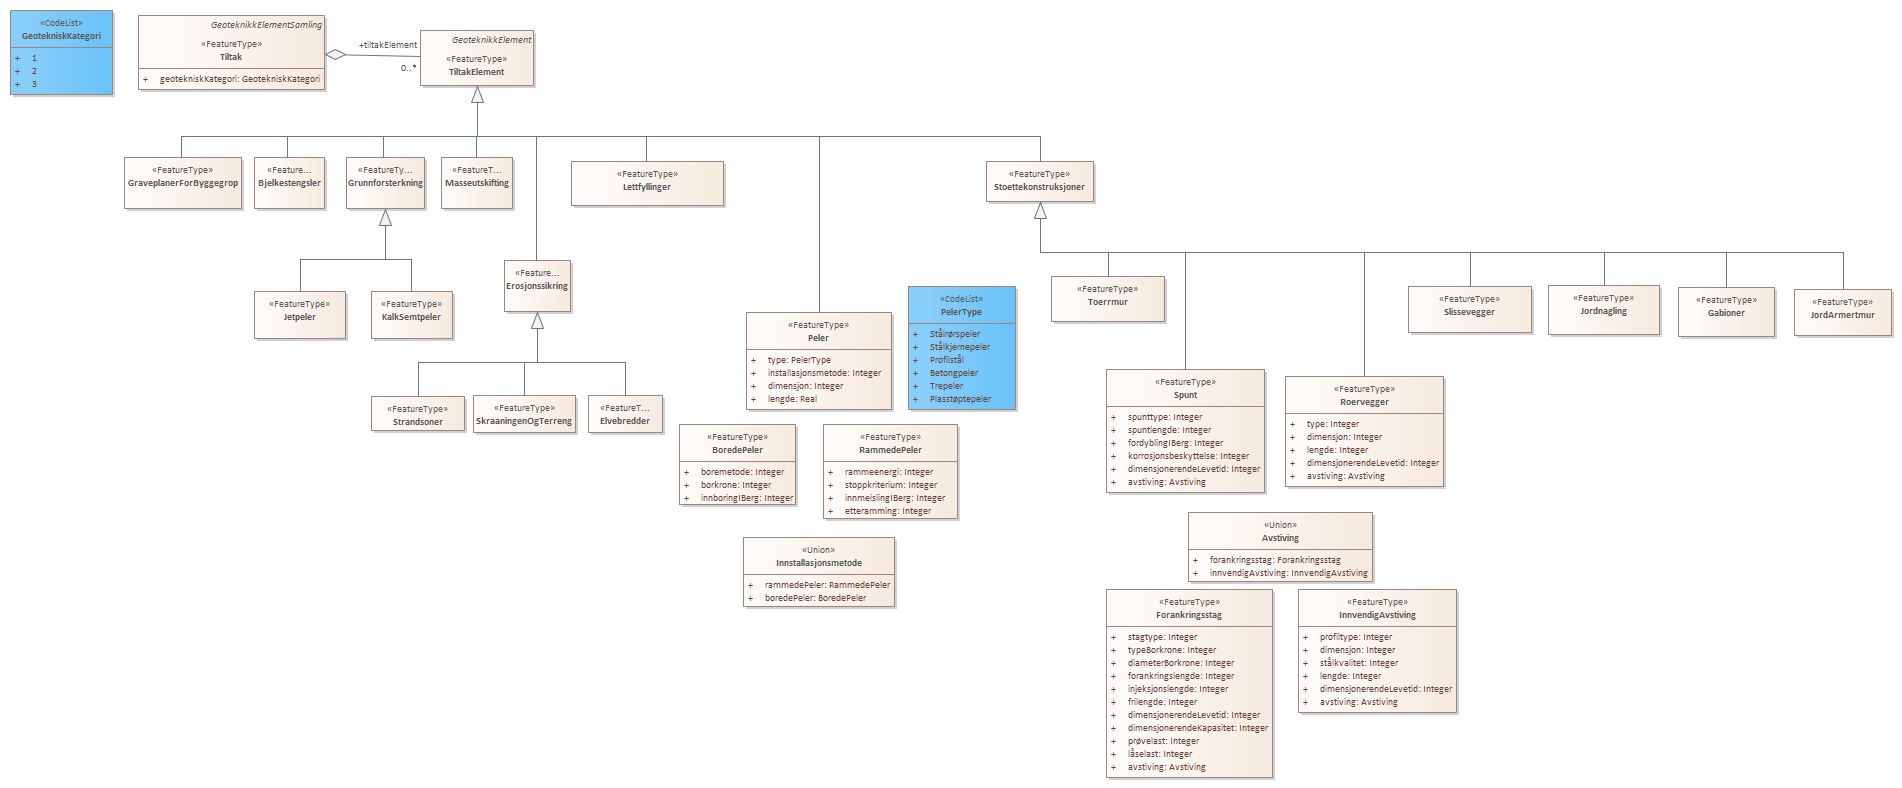 «CodeList»
GeotekniskKategori
+ 1
+ 2
+ 3
GeoteknikkElementSamling
«FeatureType»
Tiltak
+ geotekniskKategori: GeotekniskKategori
+tiltakElement
0..*
GeoteknikkElement
«FeatureType»
TiltakElement
«FeatureType»
GraveplanerForByggegrop
«Feature...
Bjelkestengsler
«FeatureTy...
Grunnforsterkning
«FeatureT...
Masseutskifting
«FeatureType»
Lettfyllinger
«FeatureType»
Stoettekonstruksjoner
«FeatureType»
Jetpeler
«FeatureType»
KalkSemtpeler
«Feature...
Erosjonssikring
«FeatureType»
Strandsoner
«FeatureType»
SkraaningenOgTerreng
«FeatureT...
Elvebredder
«FeatureType»
Peler
+ type: PelerType
+ installasjonsmetode: Integer
+ dimensjon: Integer
+ lengde: Real
«CodeList»
PelerType
+ Stålrørspeler
+ Stålkjernepeler
+ Profilstål
+ Betongpeler
+ Trepeler
+ Plasstøptepeler
«FeatureType»
BoredePeler
+ boremetode: Integer
+ borkrone: Integer
+ innboringIBerg: Integer
«FeatureType»
RammedePeler
+ rammeenergi: Integer
+ stoppkriterium: Integer
+ innmeislingIBerg: Integer
+ etteramming: Integer
«Union»
Innstallasjonsmetode
+ rammedePeler: RammedePeler
+ boredePeler: BoredePeler
«FeatureType»
Toerrmur
«FeatureType»
Slissevegger
«FeatureType»
Jordnagling
«FeatureType»
Gabioner
«FeatureType»
JordArmertmur
«FeatureType»
Spunt
+ spunttype: Integer
+ spuntlengde: Integer
+ fordyblingIBerg: Integer
+ korrosjonsbeskyttelse: Integer
+ dimensjonerendeLevetid: Integer
+ avstiving: Avstiving
«FeatureType»
Roervegger
+ type: Integer
+ dimensjon: Integer
+ lengde: Integer
+ dimensjonerendeLevetid: Integer
+ avstiving: Avstiving
«Union»
Avstiving
+ forankringsstag: Forankringsstag
+ innvendigAvstiving: InnvendigAvstiving
«FeatureType»
Forankringsstag
+ stagtype: Integer
+ typeBorkrone: Integer
+ diameterBorkrone: Integer
+ forankringslengde: Integer
+ injeksjonslengde: Integer
+ frilengde: Integer
+ dimensjonerendeLevetid: Integer
+ dimensjonerendeKapasitet: Integer
+ prøvelast: Integer
+ låselast: Integer
+ avstiving: Avstiving
«FeatureType»
InnvendigAvstiving
+ profiltype: Integer
+ dimensjon: Integer
+ stålkvalitet: Integer
+ lengde: Integer
+ dimensjonerendeLevetid: Integer
+ avstiving: Avstiving